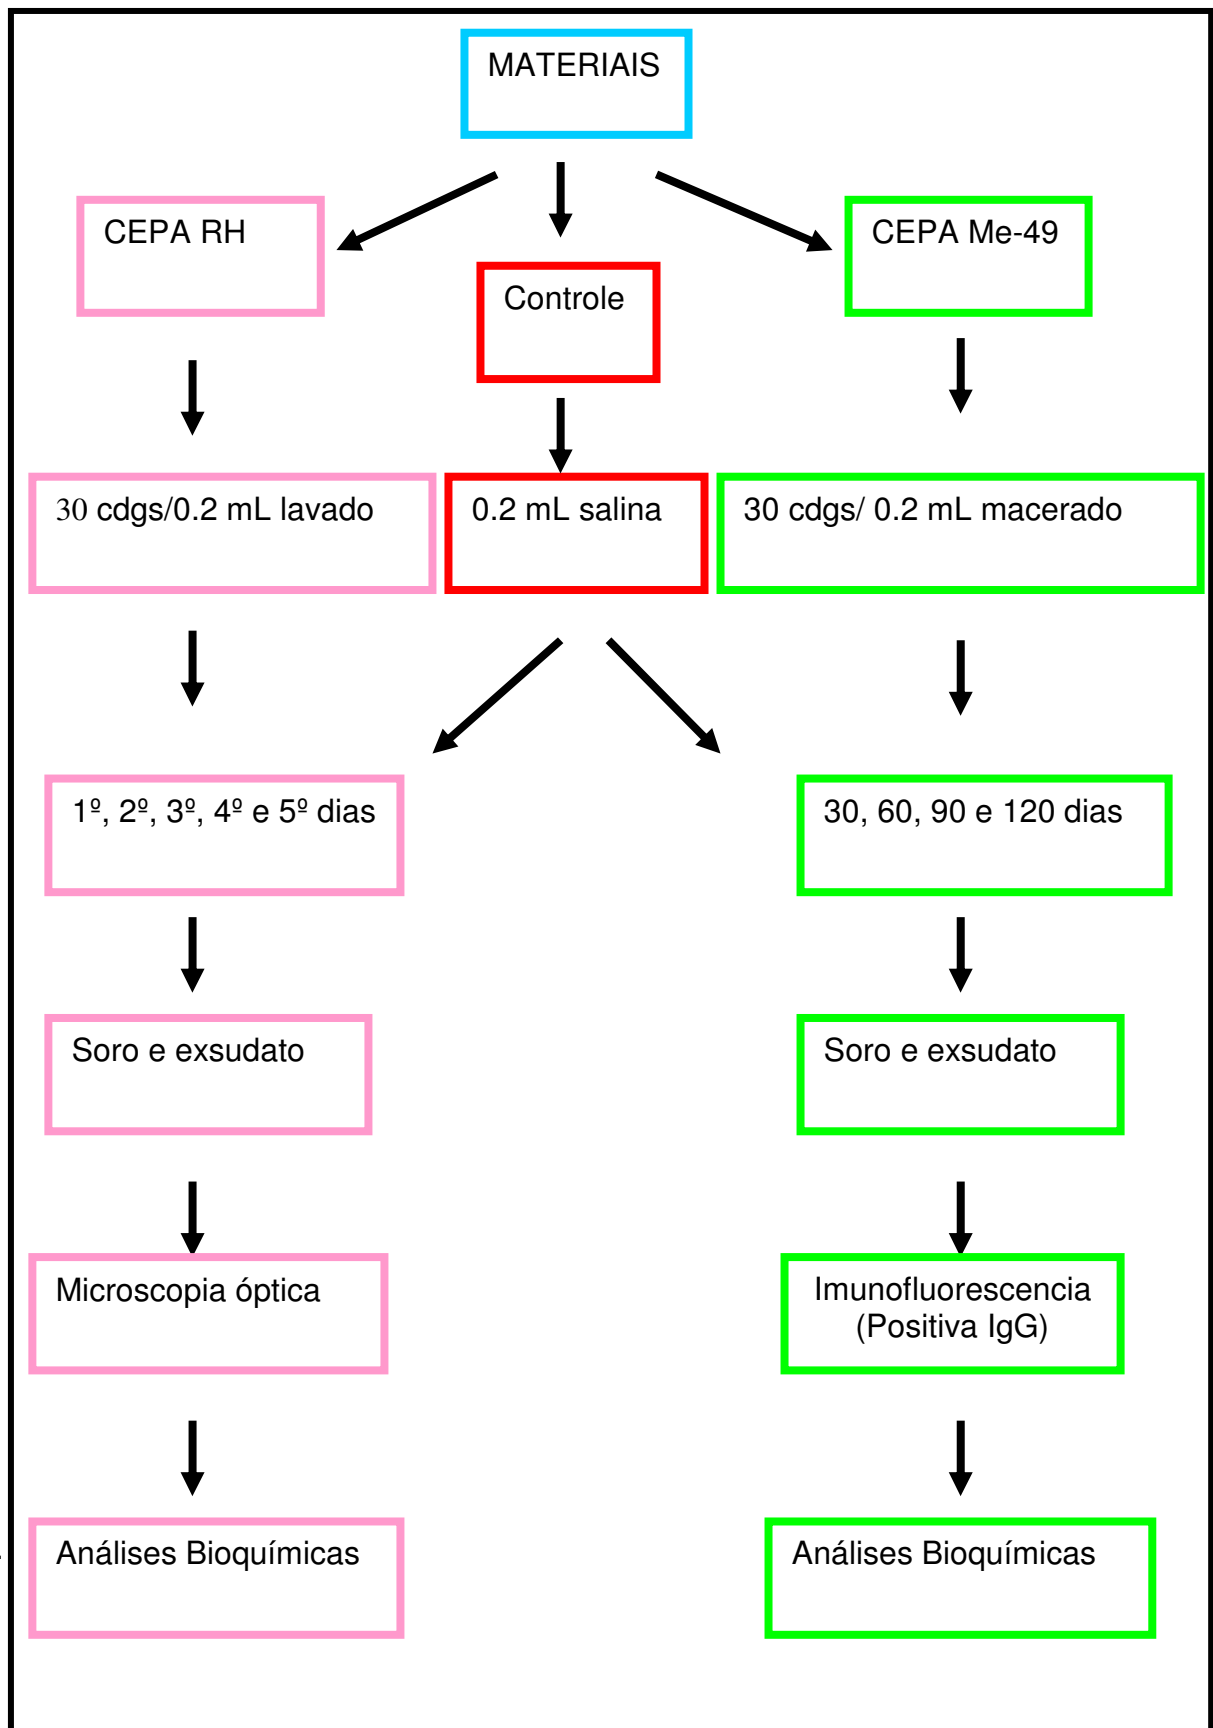 MATERIAIS
CEPA RH
CEPA Me-49
Controle
30 cdgs/0.2 mL lavado
0.2 mL salina
30 cdgs/ 0.2 mL macerado
1º, 2º, 3º, 4º e 5º dias
30, 60, 90 e 120 dias
Soro e exsudato
Soro e exsudato
Microscopia óptica
Imunofluorescencia
(Positiva IgG)
Análises Bioquímicas
Análises Bioquímicas